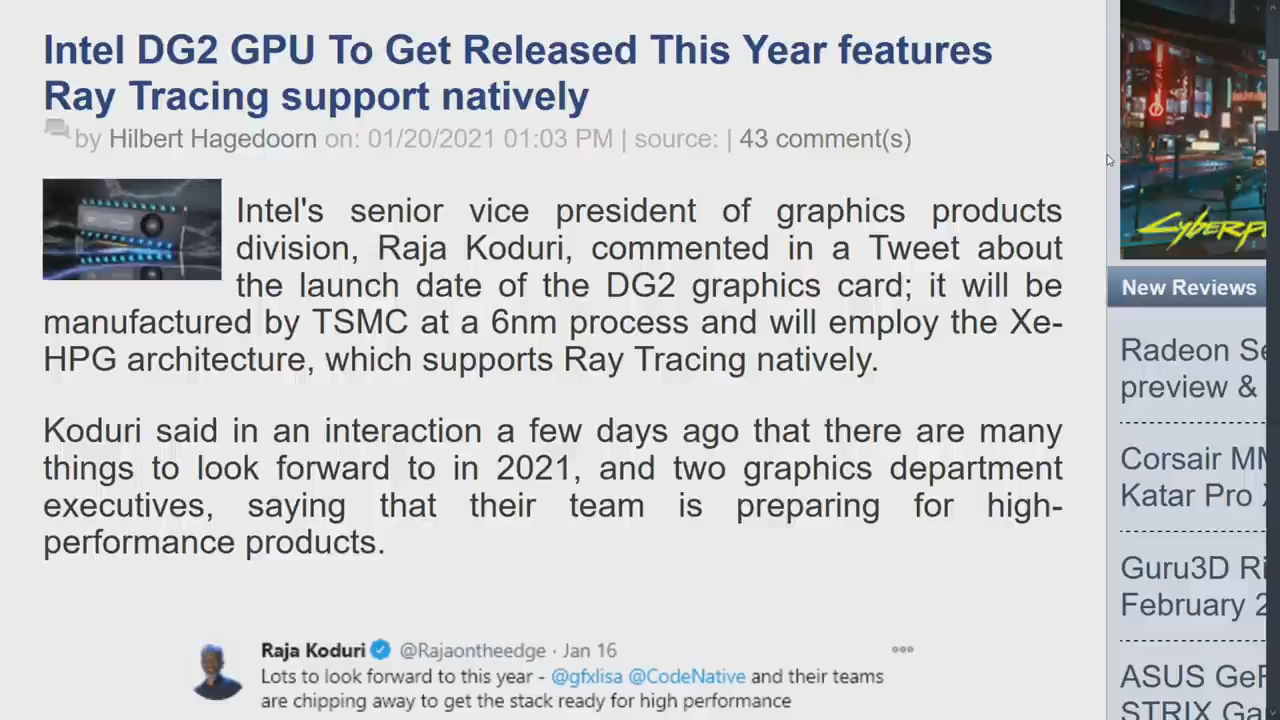 Intel DG2 GPU To Get Released This Year features
Ray Tracing support natively
by Hilbert Hagedoorn on: 01/20/2021 01:03 PM | source: | 43 comment(s)
Intel's senior vice president of graphics products
division, Raja Koduri, commented in a Tweet about
the launch date of the DG2 graphics card; it will be
manufactured by TSMC at a 6nm process and will employ the Xe-
HPG architecture, which supports Ray Tracing natively.
Koduri said in an interaction a few days ago that there are many
things to look forward to in 2021, and two graphics department
executives, saying that their team is preparing for high-
performance products.
Raja Koduri @Rajaontheedge · Jan 16
Lots to look forward to this year - @gfxlisa @CodeNative and their teams
are chipping away to get the stack ready for high performance
New Reviews
Radeon
preview &
Corsair
Katar Pro
Guru3D
February
ASUS
STRIX